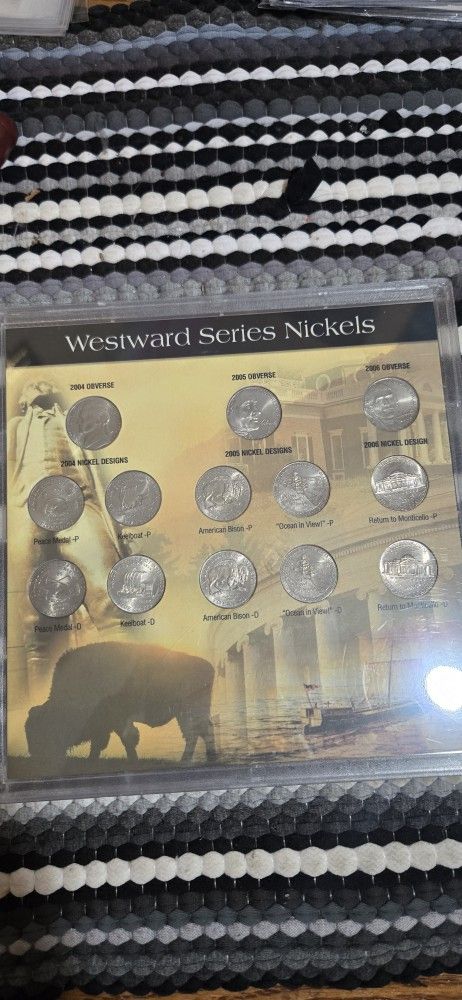 Westward Series Nickels
2004 OBVERSE
2005 OBVERSE
2006 OBVERSE
2004 NICKEL DESIGNS
2005 NICKEL DESIGNS
2006 NICKEL DESIGN
Peace Medal -P
Keelboat -P
American Bison -P
"Ocean in View!" -P
Return to Monticello -P
Peace Medal -D
Keelboat -D
American Bison -D
"Ocean in View!" -D
Return to Monticello -D